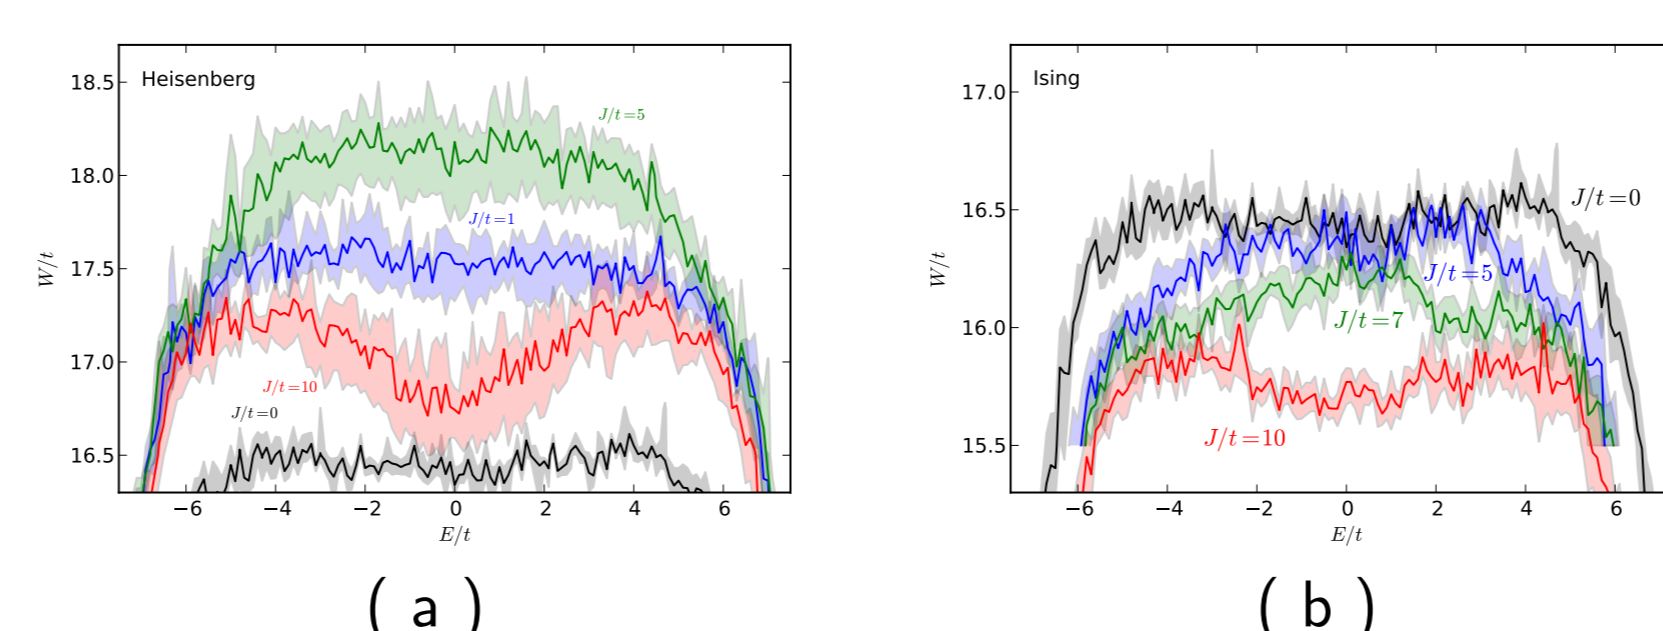 Heisenberg
18.5
18.0
17.5
17.0
16.5
W/t
J/t=5
J/t=1
J/t=10
J/t=0
−6 −4 −2 0 2 4 6
E/t
( a )
Ising
17.0
16.5
16.0
15.5
W/t
J/t=0
J/t=5
J/t=7
J/t=10
−6 −4 −2 0 2 4 6
E/t
( b )